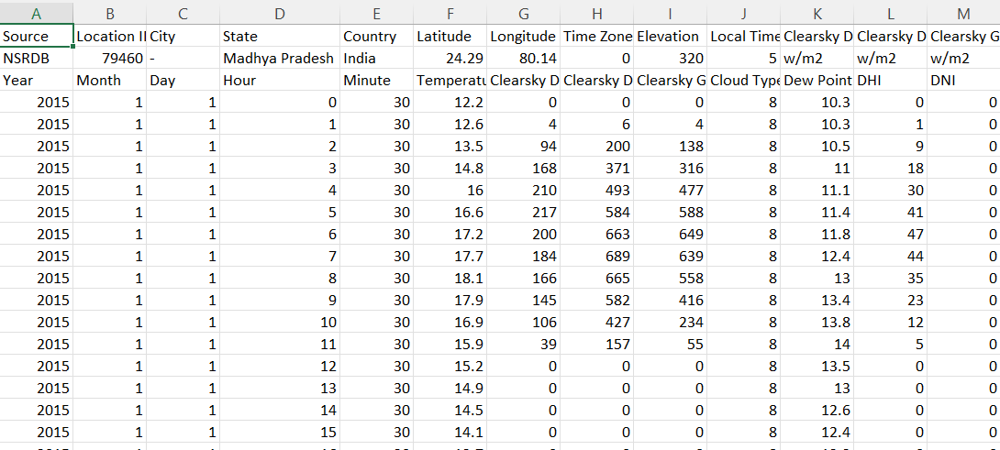 A B C D E F G H I J K L M
Source Location II City State Country Latitude Longitude Time Zone Elevation Local Time Clearsky D Clearsky D Clearsky G
NSRDB 79460 - Madhya Pradesh India 24.29 80.14 0 320 5 w/m2 w/m2 w/m2
Year Month Day Hour Minute Temperatu Clearsky D Clearsky D Clearsky G Cloud Type Dew Point DHI DNI
2015 1 1 0 30 12.2 0 0 0 8 10.3 0 0
2015 1 1 1 30 12.6 4 6 4 8 10.3 1 0
2015 1 1 2 30 13.5 94 200 138 8 10.5 9 0
2015 1 1 3 30 14.8 168 371 316 8 11 18 0
2015 1 1 4 30 16 210 493 477 8 11.1 30 0
2015 1 1 5 30 16.6 217 584 588 8 11.4 41 0
2015 1 1 6 30 17.2 200 663 649 8 11.8 47 0
2015 1 1 7 30 17.7 184 689 639 8 12.4 44 0
2015 1 1 8 30 18.1 166 665 558 8 13 35 0
2015 1 1 9 30 17.9 145 582 416 8 13.4 23 0
2015 1 1 10 30 16.9 106 427 234 8 13.8 12 0
2015 1 1 11 30 15.9 39 157 55 8 14 5 0
2015 1 1 12 30 15.2 0 0 0 8 13.5 0 0
2015 1 1 13 30 14.9 0 0 0 8 13 0 0
2015 1 1 14 30 14.5 0 0 0 8 12.6 0 0
2015 1 1 15 30 14.1 0 0 0 8 12.4 0 0